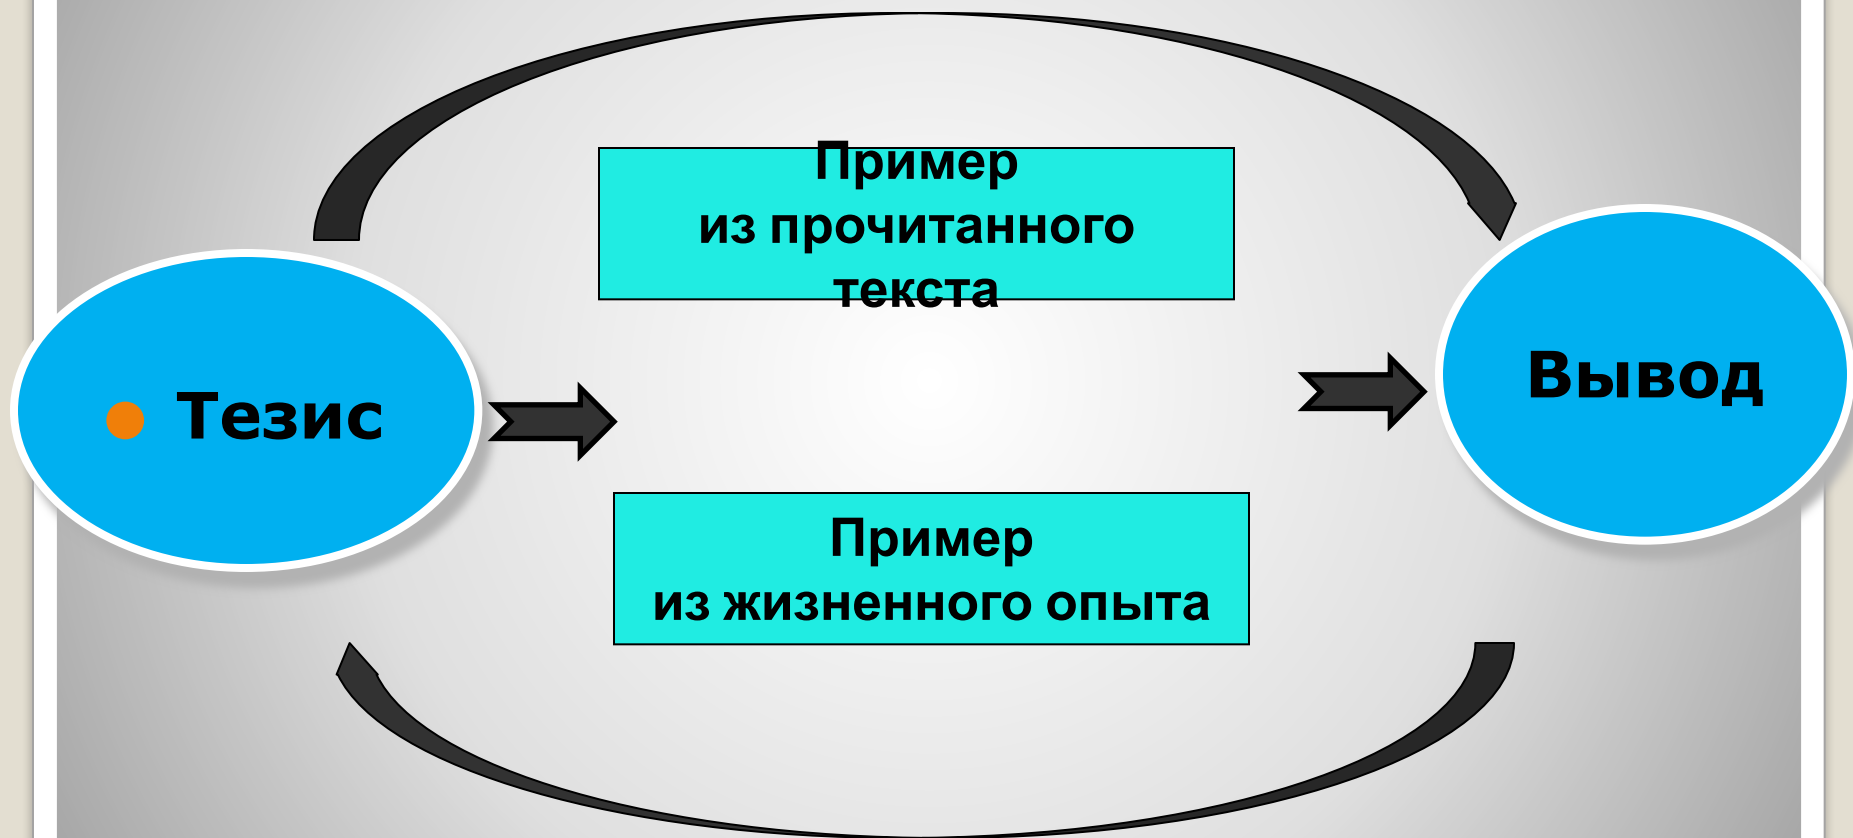 Пример
из прочитанного
текста
Тезис
Вывод
Пример
из жизненного опыта